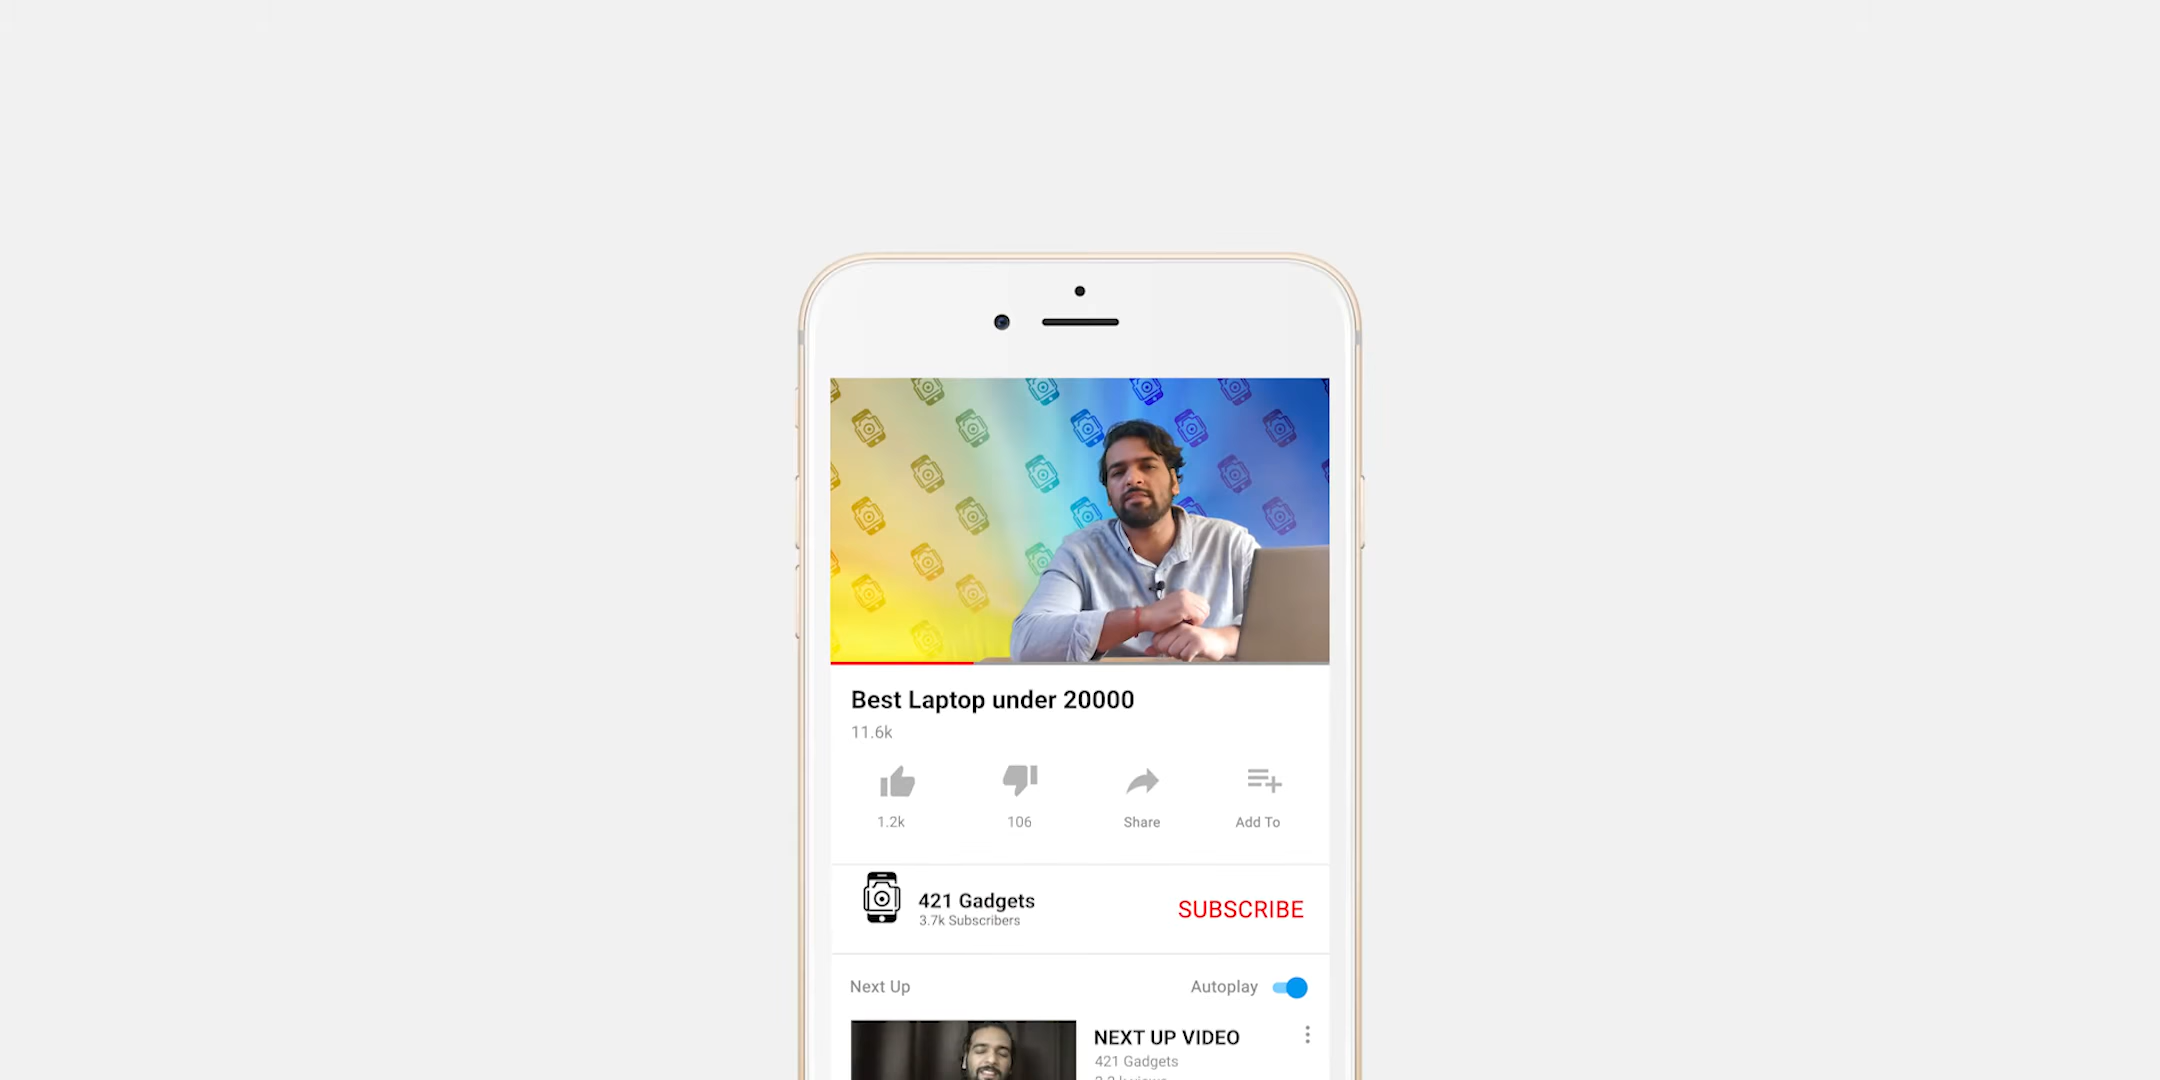 Best Laptop under 20000
11.6k
1.2k
106
Share
Add To
421 Gadgets
3.7k Subscribers
SUBSCRIBE
Next Up
Autoplay
NEXT UP VIDEO
421 Gadgets